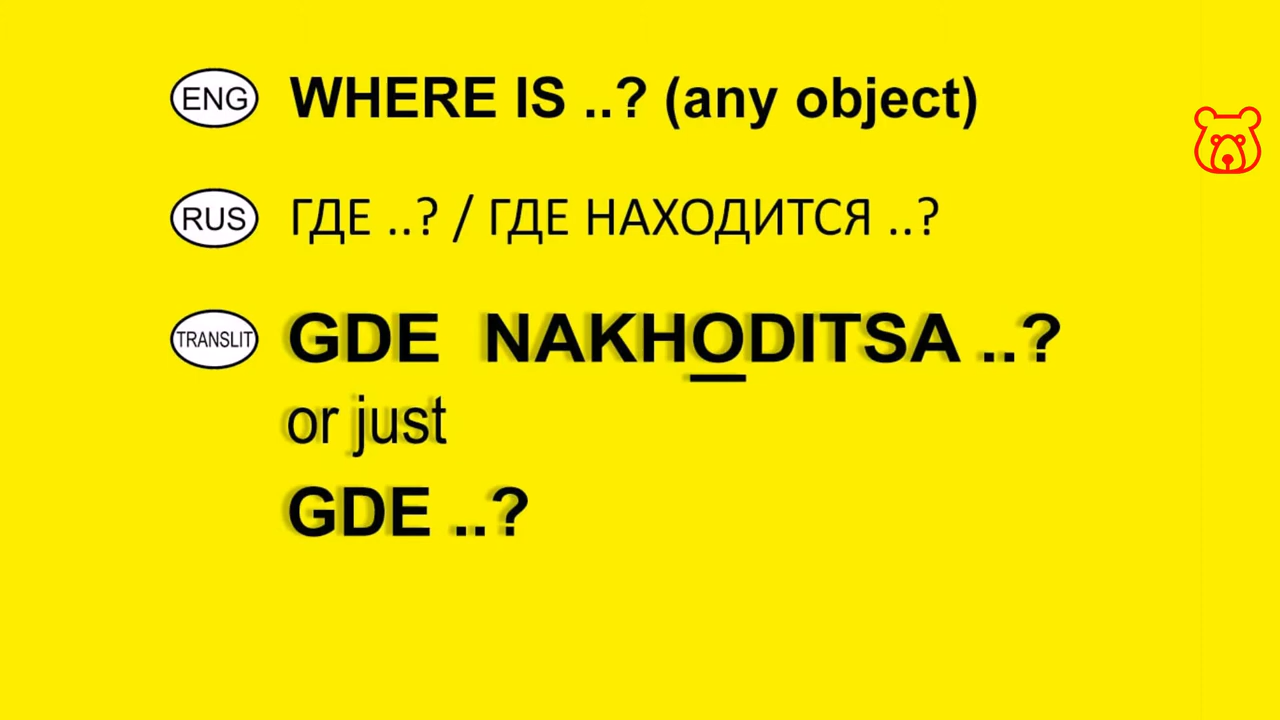 ENG WHERE IS ..? (any object)
RUS ГДЕ ..? / ГДЕ НАХОДИТСЯ ..?
TRANSLIT GDE NAKHODITSA ..?
or just
GDE ..?